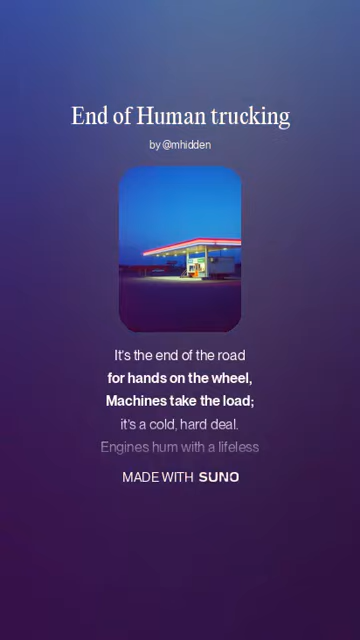 End of Human trucking
by @mhidden
It's the end of the road
for hands on the wheel,
Machines take the load;
it's a cold, hard deal.
Engines hum with a lifeless
MADE WITH SUNO